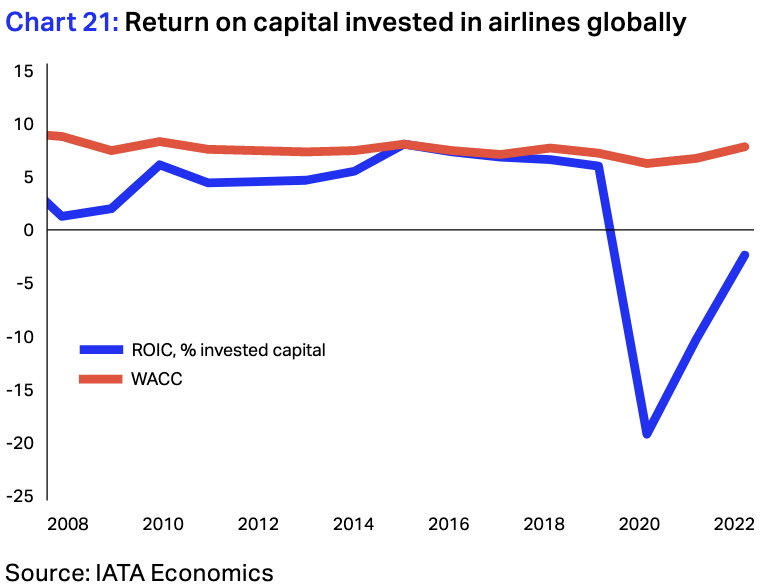 Chart 21: Return on capital invested in airlines globally
15
10
5
0
-5
-10
-15
-20
-25
ROIC, % invested capital
WACC
2008 2010 2012 2014 2016 2018 2020 2022
Source: IATA Economics